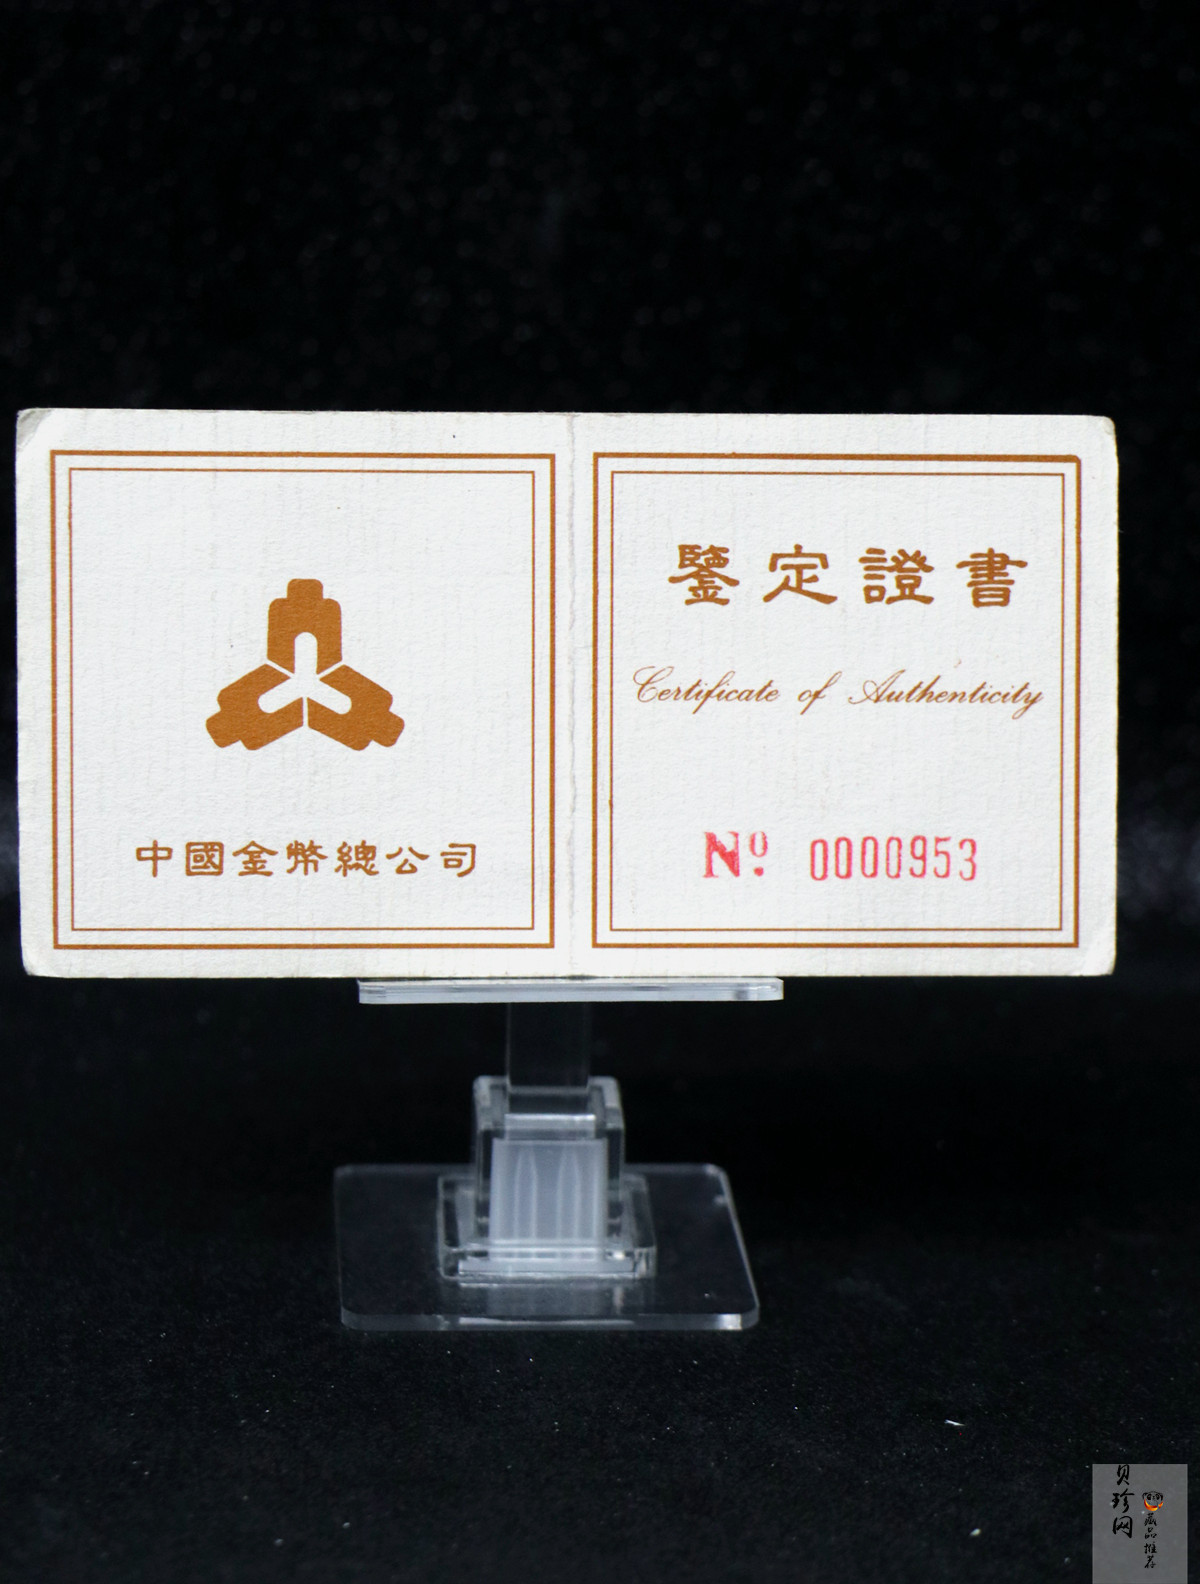 中國金幣總公司
鑒定證書
Certificate of Authenticity
Nº 0000953
贝珍网
藏品推荐